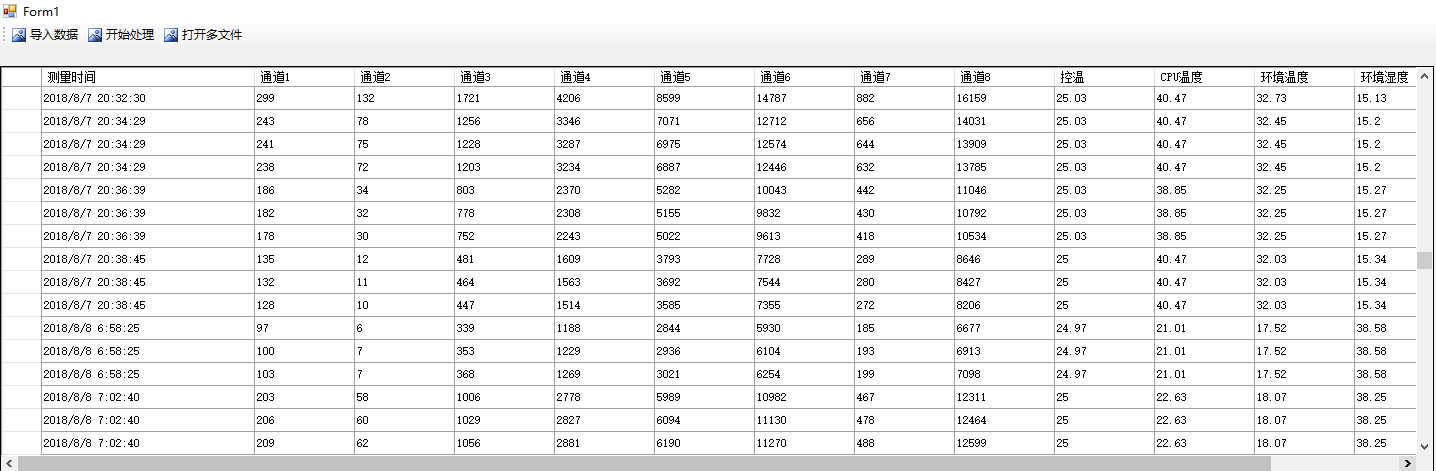 Form1
导入数据 开始处理 打开多文件
测量时间 通道1 通道2 通道3 通道4 通道5 通道6 通道7 通道8 控温 CPU温度 环境温度 环境湿度
2018/8/7 20:32:30 299 132 1721 4206 8599 14787 882 16159 25.03 40.47 32.73 15.13
2018/8/7 20:34:29 243 78 1256 3346 7071 12712 656 14031 25.03 40.47 32.45 15.2
2018/8/7 20:34:29 241 75 1228 3287 6975 12574 644 13909 25.03 40.47 32.45 15.2
2018/8/7 20:34:29 238 72 1203 3234 6887 12446 632 13785 25.03 40.47 32.45 15.2
2018/8/7 20:36:39 186 34 803 2370 5282 10043 442 11046 25.03 38.85 32.25 15.27
2018/8/7 20:36:39 182 32 778 2308 5155 9832 430 10792 25.03 38.85 32.25 15.27
2018/8/7 20:36:39 178 30 752 2243 5022 9613 418 10534 25.03 38.85 32.25 15.27
2018/8/7 20:38:45 135 12 481 1609 3793 7728 289 8646 25 40.47 32.03 15.34
2018/8/7 20:38:45 132 11 464 1563 3692 7544 280 8427 25 40.47 32.03 15.34
2018/8/7 20:38:45 128 10 447 1514 3585 7355 272 8206 25 40.47 32.03 15.34
2018/8/8 6:58:25 97 6 339 1188 2844 5930 185 6677 24.97 21.01 17.52 38.58
2018/8/8 6:58:25 100 7 353 1229 2936 6104 193 6913 24.97 21.01 17.52 38.58
2018/8/8 6:58:25 103 7 368 1269 3021 6254 199 7098 24.97 21.01 17.52 38.58
2018/8/8 7:02:40 203 58 1006 2778 5989 10982 467 12311 25 22.63 18.07 38.25
2018/8/8 7:02:40 206 60 1029 2827 6094 11130 478 12464 25 22.63 18.07 38.25
2018/8/8 7:02:40 209 62 1056 2881 6190 11270 488 12599 25 22.63 18.07 38.25